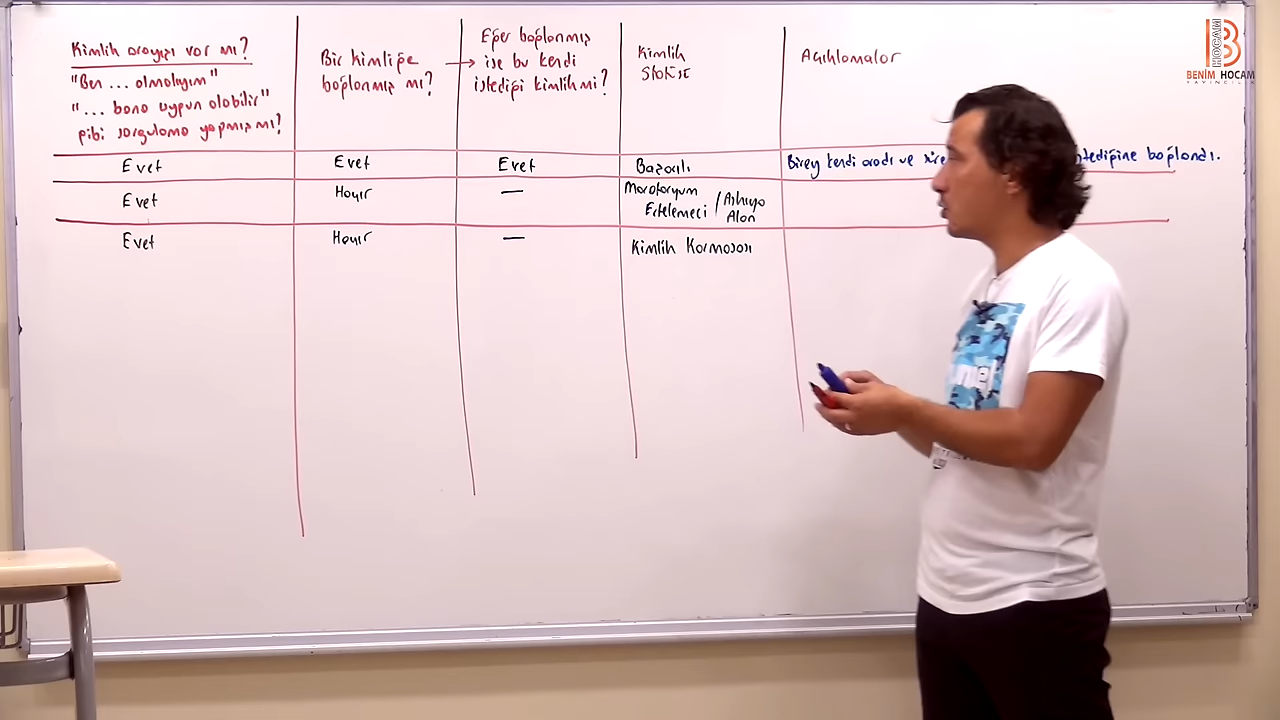 Kimlik arayışı var mı?
"Ben ... olmalıyım"
"... bana uygun olabilir"
gibi sorgulama yapmış mı?
Bir kimliğe
bağlanmış mı?
Eğer bağlanmış
ise bu kendi
istediği kimlik mi?
Kimlik
Statüsü
Açıklamalar
Evet
Evet
Evet
Başarılı
Birey kendi aradı ve istediğine bağlandı.
Evet
Hayır
—
Moratoryum
Ertelemeci / Askıya
Alan
Evet
Hayır
—
Kimlik Karmaşası
BENİM HOCAM
YAYINCILIK